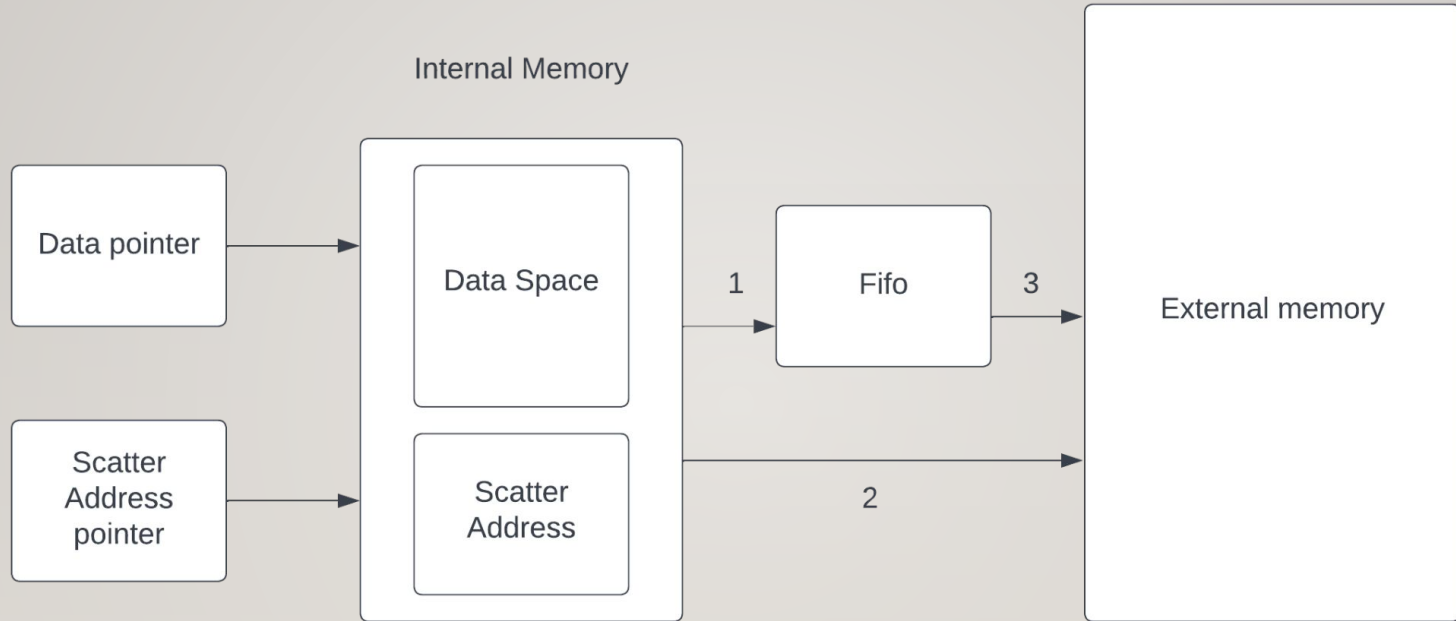 Internal Memory
Data pointer
Data Space
1
Fifo
3
External memory
Scatter
Address
pointer
Scatter
Address
2